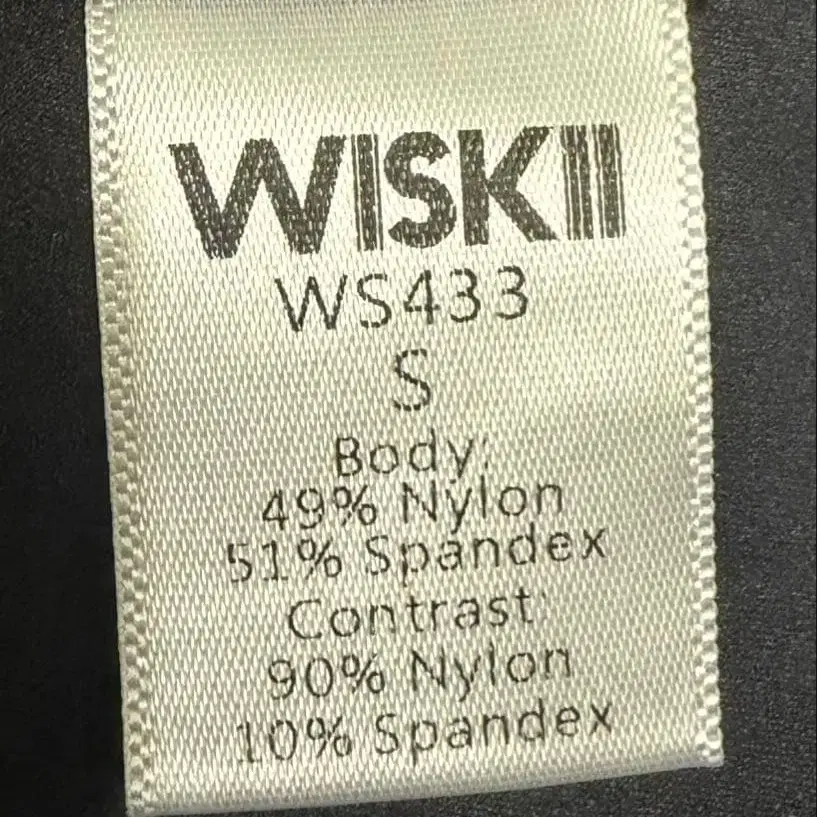 WISKII
WS433
S
Body:
49% Nylon
51% Spandex
Contrast:
90% Nylon
10% Spandex